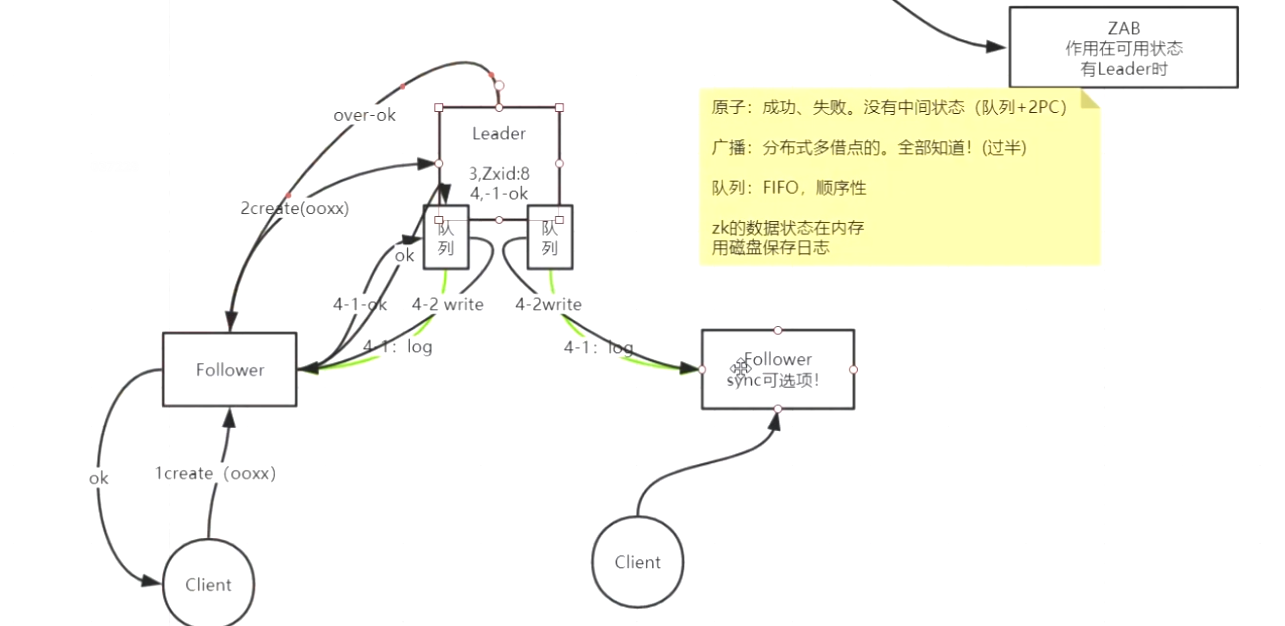 ZAB
作用在可用状态
有Leader时
原子：成功、失败。没有中间状态（队列+2PC）
广播：分布式多借点的。全部知道！(过半)
队列：FIFO，顺序性
zk的数据状态在内存
用磁盘保存日志
over-ok
Leader
3,Zxid:8
4,-1-ok
2create(ooxx)
队列
队列
ok
4-1-ok
4-2 write
4-2write
4-1：log
4-1：log
Follower
Follower
sync可选项！
ok
1create（ooxx）
Client
Client